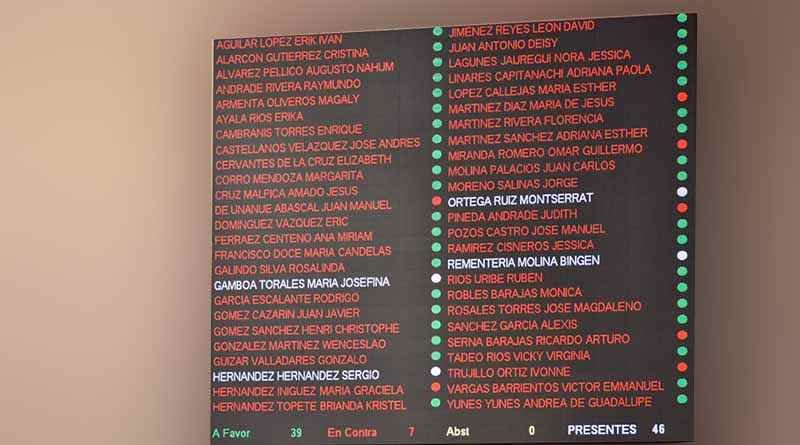 AGUILAR LOPEZ ERIK IVAN
ALARCON GUTIERREZ CRISTINA
ALVAREZ PELLICO AUGUSTO NAHUM
ANDRADE RIVERA RAYMUNDO
ARMENTA OLIVEROS MAGALY
AYALA RIOS ERIKA
CAMBRANIS TORRES ENRIQUE
CASTELLANOS VELAZQUEZ JOSE ANDRES
CERVANTES DE LA CRUZ ELIZABETH
CORRO MENDOZA MARGARITA
CRUZ MALPICA AMADO JESUS
DE UNANUE ABASCAL JUAN MANUEL
DOMINGUEZ VAZQUEZ ERIC
FERRAEZ CENTENO ANA MIRIAM
FRANCISCO DOCE MARIA CANDELAS
GALINDO SILVA ROSALINDA
GAMBOA TORALES MARIA JOSEFINA
GARCIA ESCALANTE RODRIGO
GOMEZ CAZARIN JUAN JAVIER
GOMEZ SANCHEZ HENRI CHRISTOPHE
GONZALEZ MARTINEZ WENCESLAO
GUIZAR VALLADARES GONZALO
HERNANDEZ HERNANDEZ SERGIO
HERNANDEZ IÑIGUEZ MARIA GRACIELA
HERNANDEZ TOPETE BRIANDA KRISTEL
JIMENEZ REYES LEON DAVID
JUAN ANTONIO DEISY
LAGUNES JAUREGUI NORA JESSICA
LINARES CAPITANACHI ADRIANA PAOLA
LOPEZ CALLEJAS MARIA ESTHER
MARTINEZ DIAZ MARIA DE JESUS
MARTINEZ RIVERA FLORENCIA
MARTINEZ SANCHEZ ADRIANA ESTHER
MIRANDA ROMERO OMAR GUILLERMO
MOLINA PALACIOS JUAN CARLOS
MORENO SALINAS JORGE
ORTEGA RUIZ MONTSERRAT
PINEDA ANDRADE JUDITH
POZOS CASTRO JOSE MANUEL
RAMIREZ CISNEROS JESSICA
REMENTERIA MOLINA BINGEN
RIOS URIBE RUBEN
ROBLES BARAJAS MONICA
ROSALES TORRES JOSE MAGDALENO
SANCHEZ GARCIA ALEXIS
SERNA BARAJAS RICARDO ARTURO
TADEO RIOS VICKY VIRGINIA
TRUJILLO ORTIZ IVONNE
VARGAS BARRIENTOS VICTOR EMMANUEL
YUNES YUNES ANDREA DE GUADALUPE
A Favor 39 En Contra 7 Abst 0 PRESENTES 46